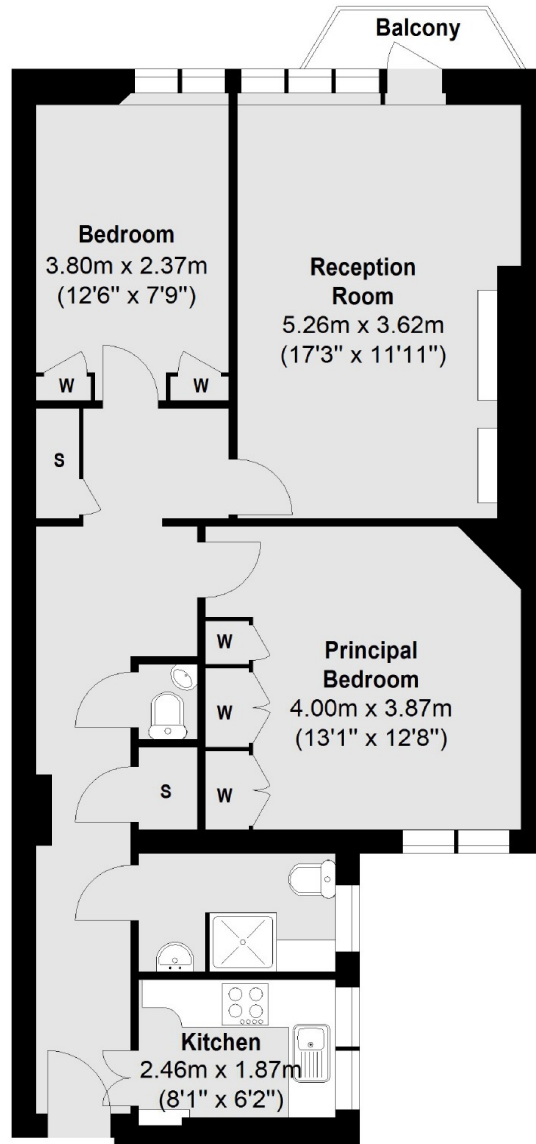 Balcony
Bedroom
3.80m x 2.37m
(12'6" x 7'9")
Reception
Room
5.26m x 3.62m
(17'3" x 11'11")
W
W
S
W
Principal
Bedroom
4.00m x 3.87m
(13'1" x 12'8")
W
S
W
Kitchen
2.46m x 1.87m
(8'1" x 6'2")